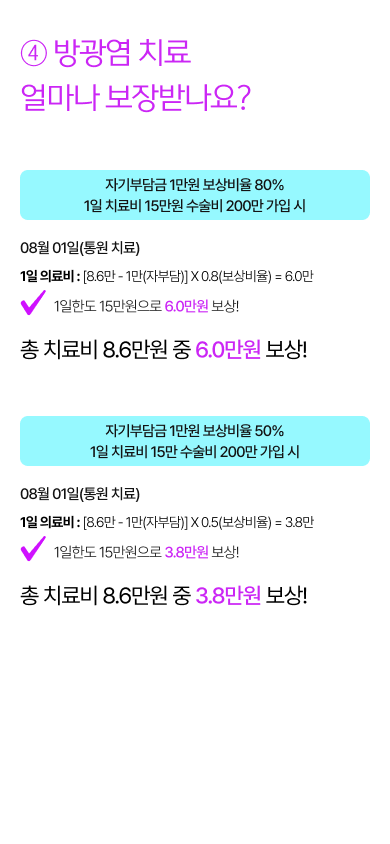 ④ 방광염 치료
얼마나 보장받나요?
자기부담금 1만원 보상비율 80%
1일 치료비 15만원 수술비 200만 가입 시
08월 01일(통원 치료)
1일 의료비 : [8.6만 - 1만(자부담)] X 0.8(보상비율) = 6.0만
1일한도 15만원으로 6.0만원 보상!
총 치료비 8.6만원 중 6.0만원 보상!
자기부담금 1만원 보상비율 50%
1일 치료비 15만 수술비 200만 가입 시
08월 01일(통원 치료)
1일 의료비 : [8.6만 - 1만(자부담)] X 0.5(보상비율) = 3.8만
1일한도 15만원으로 3.8만원 보상!
총 치료비 8.6만원 중 3.8만원 보상!